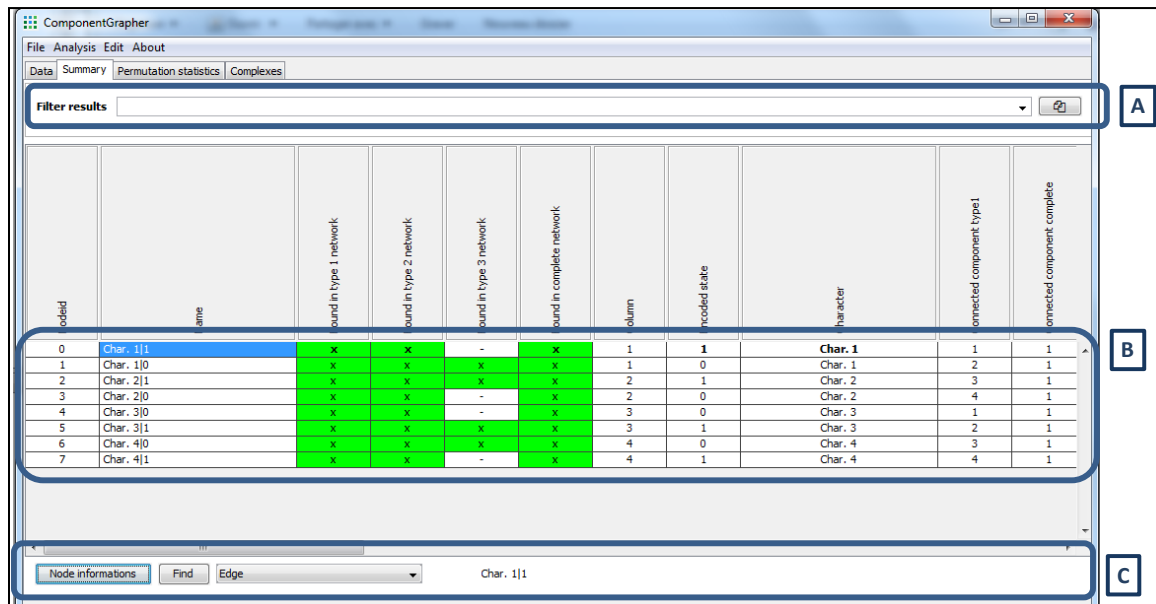 ComponentGrapher
File Analysis Edit About
Data Summary Permutation statistics Complexes
Filter results
A
nodeid
name
found in type 1 network
found in type 2 network
found in type 3 network
found in complete network
column
encoded state
character
connected component type1
connected component complete
0 Char. 1|1 x x - x 1 1 Char. 1 1 1
1 Char. 1|0 x x x x 1 0 Char. 1 2 1
2 Char. 2|1 x x x x 2 1 Char. 2 3 1
3 Char. 2|0 x x - x 2 0 Char. 2 4 1
4 Char. 3|0 x x - x 3 0 Char. 3 1 1
5 Char. 3|1 x x x x 3 1 Char. 3 2 1
6 Char. 4|0 x x x x 4 0 Char. 4 3 1
7 Char. 4|1 x x - x 4 1 Char. 4 4 1
B
Node informations Find Edge Char. 1|1
C